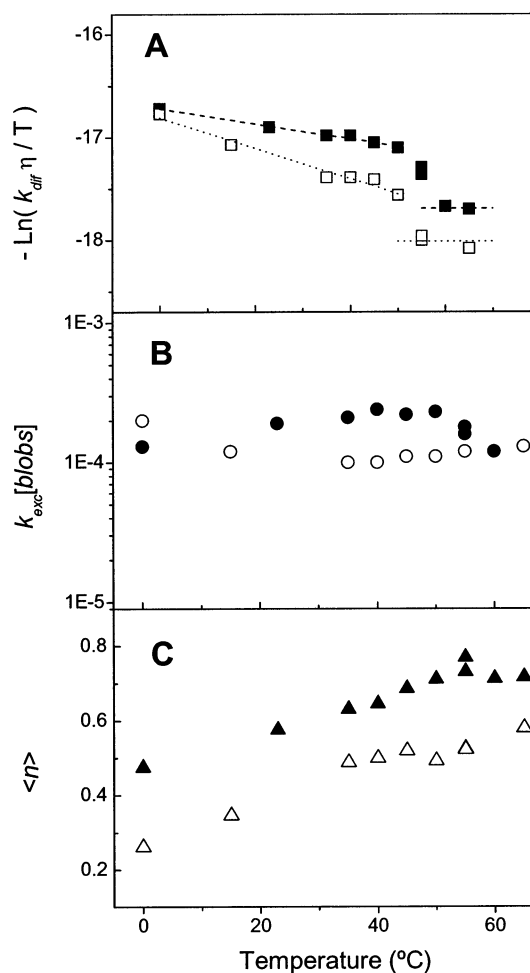 A
-16
-17
-18
- Ln( k_dif η / T )
B
1E-3
1E-4
1E-5
k_exc[blobs]
C
0.8
0.6
0.4
0.2
<n>
0 20 40 60
Temperature (ºC)